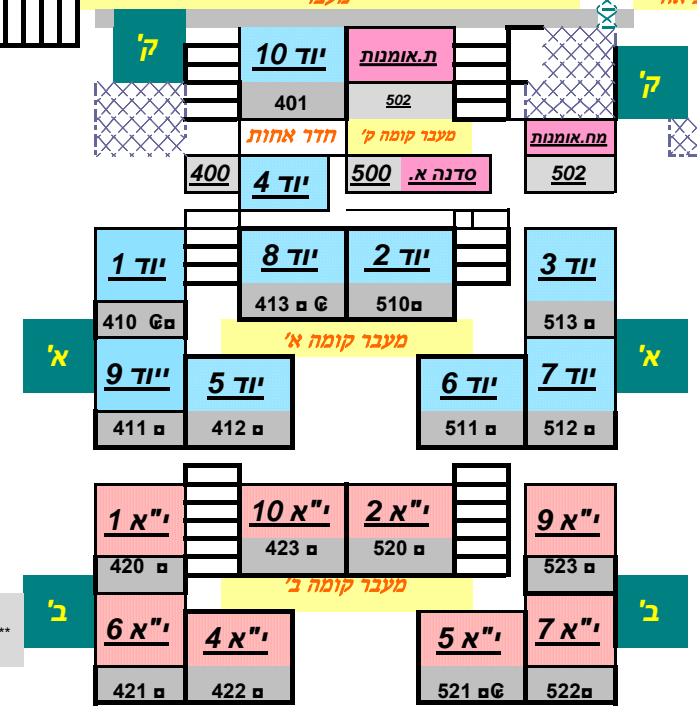 מעבר
ק'
יוד 10
ת.אומנות
ק'
401
502
חדר אחות
מעבר קומה ק'
מח.אומנות
400
יוד 4
500
סדנה א.
502
יוד 1
יוד 8
יוד 2
יוד 3
413
510
410
513
א'
מעבר קומה א'
א'
ייוד 9
יוד 5
יוד 6
יוד 7
411
412
511
512
י"א 1
י"א 10
י"א 2
י"א 9
423
520
420
523
ב'
מעבר קומה ב'
ב'
**
י"א 6
י"א 4
י"א 5
י"א 7
421
422
521
522